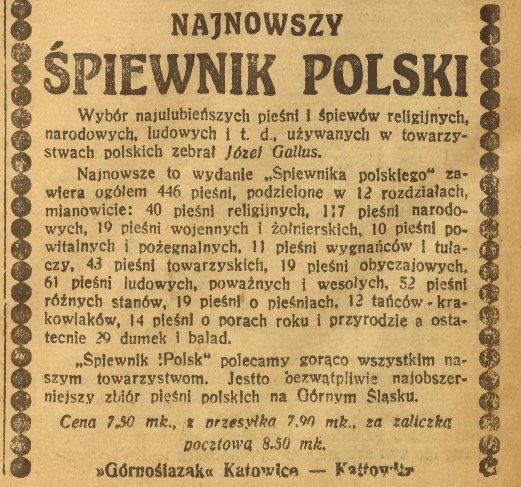 NAJNOWSZY
ŚPIEWNIK POLSKI
Wybór najulubieńszych pieśni i śpiewów religijnych,
narodowych, ludowych i t. d., używanych w towarzy-
stwach polskich zebrał Józef Gallus.
Najnowsze to wydanie „Śpiewnika polskiego" za-
wiera ogółem 446 pieśni, podzielone w 12 rozdziałach,
mianowicie: 40 pieśni religijnych, 117 pieśni narodo-
wych, 19 pieśni wojennych i żołnierskich, 10 pieśni po-
witalnych i pożegnalnych, 11 pieśni wygnańców i tuła-
czy, 43 pieśni towarzyskich, 19 pieśni obyczajowych,
61 pieśni ludowych, poważnych i wesołych, 52 pieśni
różnych stanów, 19 pieśni o pieśniach, 12 tańców - kra-
kowiaków, 14 pieśni o porach roku i przyrodzie a osta-
tecnie 29 dumek i balad.
„Śpiewnik Polsk" polecamy gorąco wszystkim na-
szym towarzystwom. Jestto bezwątpliwie najobszer-
niejszy zbiór pieśni polskich na Górnym Śląsku.
Cena 7,50 mk., z przesyłką 7.90 mk., za zaliczką
pocztową 8.50 mk.
»Górnoślązak« Katowice — Kattowitz